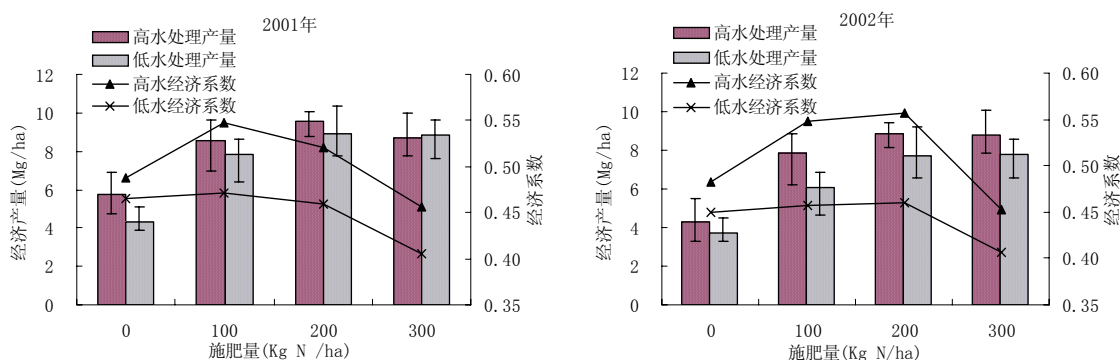 2001年
高水处理产量
低水处理产量
高水经济系数
低水经济系数
经济产量(Mg/ha)
12
10
8
6
4
2
0
0.60
0.55
0.50
0.45
0.40
0.35
经济系数
0 100 200 300
施肥量(Kg N /ha)
2002年
高水处理产量
低水处理产量
高水经济系数
低水经济系数
经济产量(Mg/ha)
12
10
8
6
4
2
0
0.60
0.55
0.50
0.45
0.40
0.35
经济系数
0 100 200 300
施肥量(Kg N/ha)